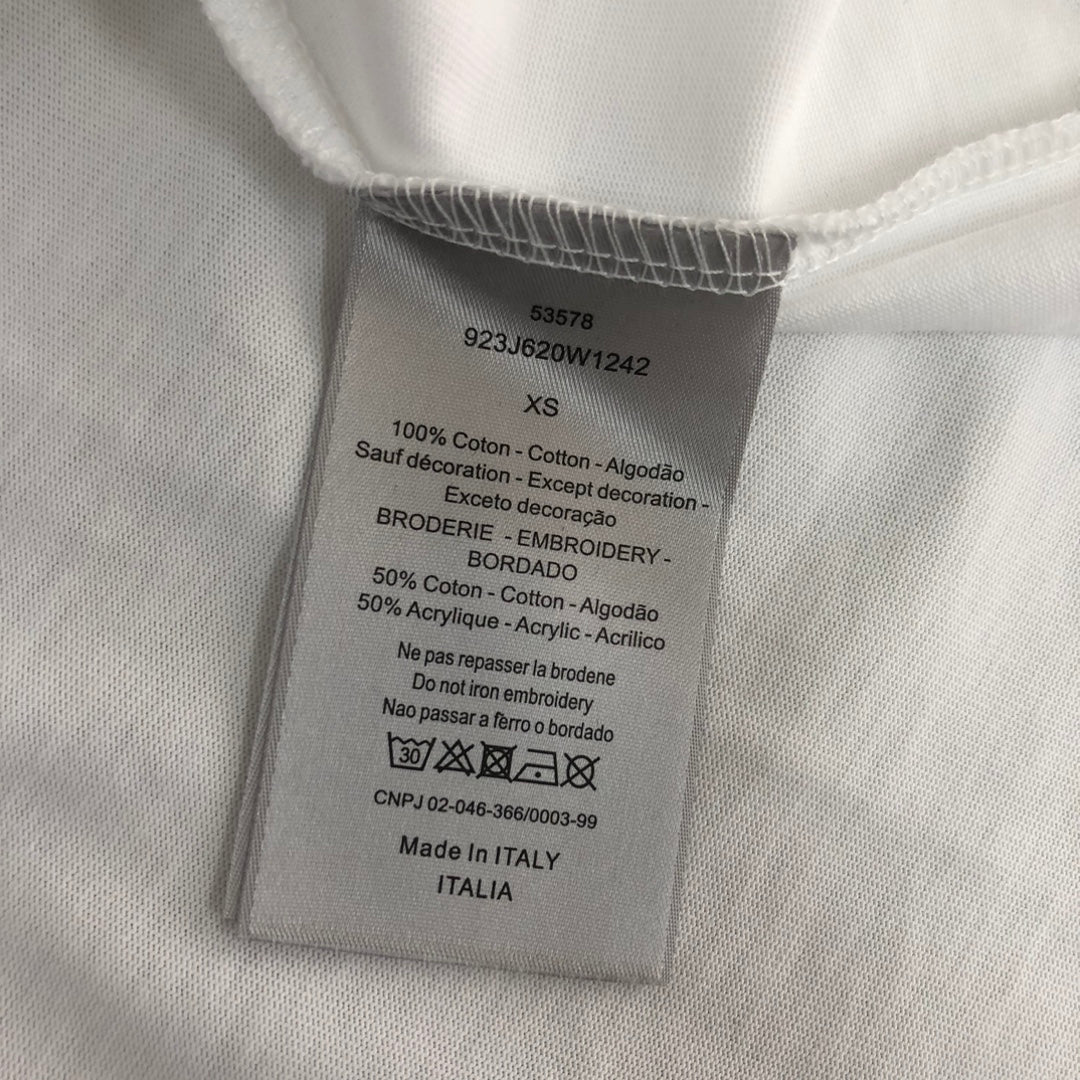 53578
923J620W1242
XS
100% Coton - Cotton - Algodão
Sauf décoration - Except decoration -
Exceto decoração
BRODERIE - EMBROIDERY -
BORDADO
50% Coton - Cotton - Algodão
50% Acrylique - Acrylic - Acrilico
Ne pas repasser la brodene
Do not iron embroidery
Nao passar a ferro o bordado
30
CNPJ 02-046-366/0003-99
Made In ITALY
ITALIA